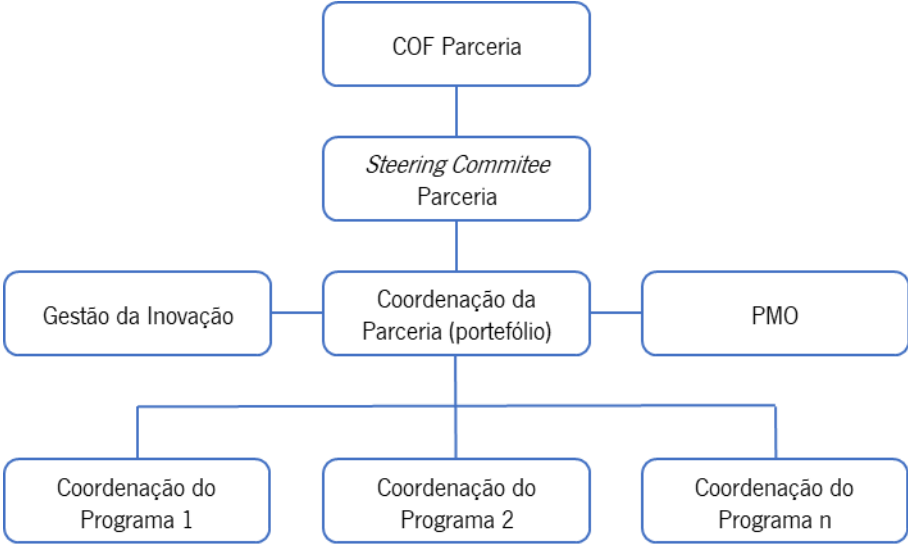 COF Parceria
Steering Commitee
Parceria
Gestão da Inovação
Coordenação da
Parceria (portefólio)
PMO
Coordenação do
Programa 1
Coordenação do
Programa 2
Coordenação do
Programa n